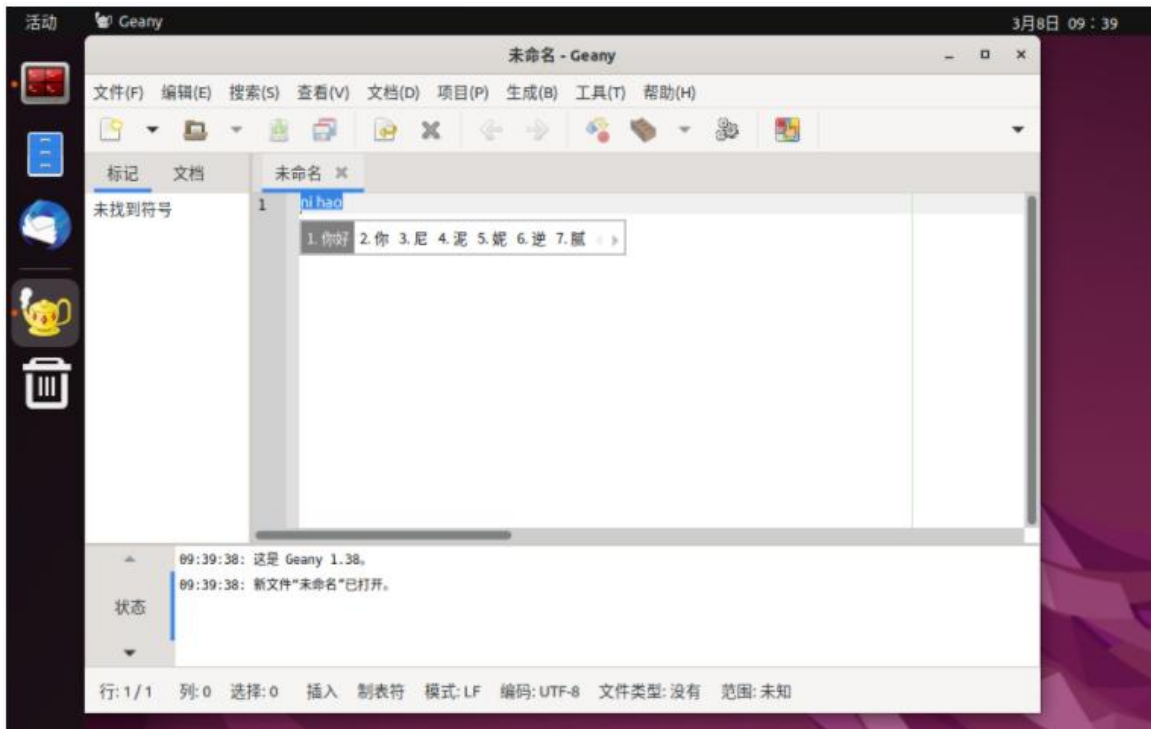 活动 Geany 3月8日 09：39
未命名 - Geany
文件(F) 编辑(E) 搜索(S) 查看(V) 文档(D) 项目(P) 生成(B) 工具(T) 帮助(H)
标记 文档 未命名
未找到符号 1 ni hao
1. 你好 2. 你 3. 尼 4. 泥 5. 妮 6. 逆 7. 腻
09:39:38: 这是 Geany 1.38。
09:39:38: 新文件“未命名”已打开。
状态
行: 1 / 1 列: 0 选择: 0 插入 制表符 模式: LF 编码: UTF-8 文件类型: 没有 范围: 未知